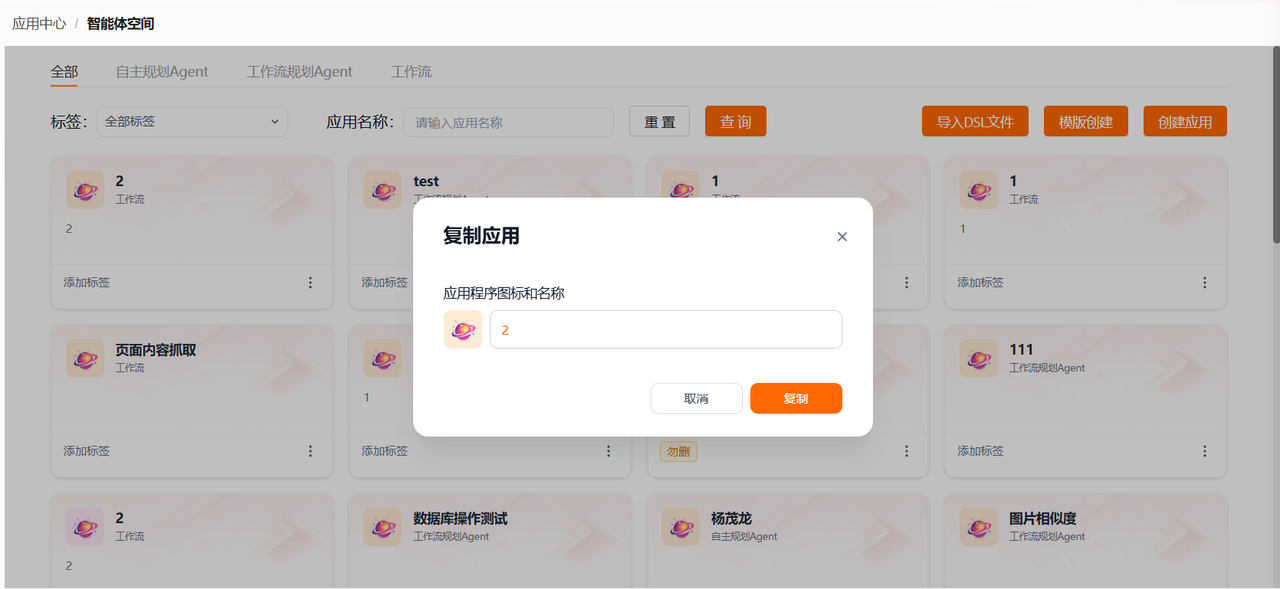 应用中心 / 智能体空间
全部 自主规划Agent 工作流规划Agent 工作流
标签: 全部标签 应用名称: 请输入应用名称 重 置 查 询 导入DSL文件 模版创建 创建应用
2 test 1 1
工作流 工作流
2 1
添加标签 添加标签 添加标签
复制应用
应用程序图标和名称
2
取消 复制
页面内容抓取 111
工作流 工作流规划Agent
1
添加标签 添加标签 勿删 添加标签
2 数据库操作测试 杨茂龙 图片相似度
工作流 工作流规划Agent 自主规划Agent 工作流规划Agent
2